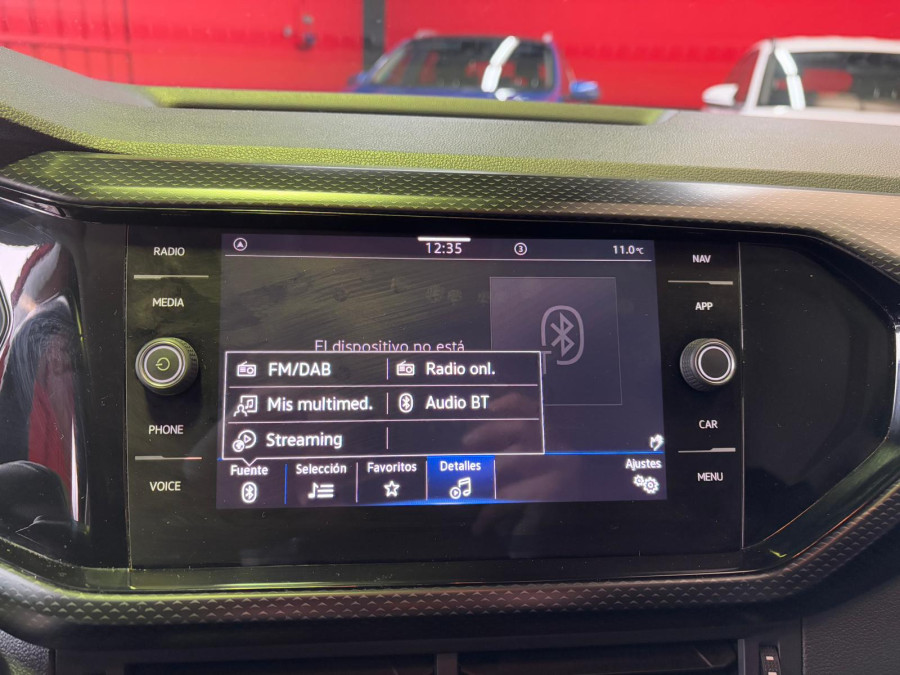 RADIO
MEDIA
PHONE
VOICE
12:35
3
11.0°C
El dispositivo no está
FM/DAB
Radio onl.
Mis multimed.
Audio BT
Streaming
Fuente
Selección
Favoritos
Detalles
Ajustes
NAV
APP
CAR
MENU